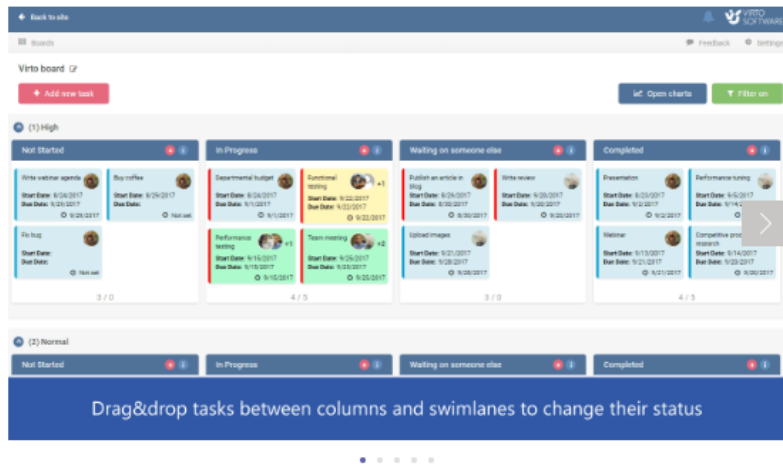 Back to site
VIRTO
SOFTWARE
Boards
Feedback
Settings
Virto board
+ Add new task
Open charts
Filter on
(1) High
Not Started
In Progress
Waiting on someone else
Completed
Write webinar agenda
Start Date: 8/24/2017
Due Date: 9/29/2017
9/29/2017
Buy coffee
Start Date: 9/29/2017
Due Date:
Not set
Fix bug
Start Date:
Due Date:
Not set
3 / 0
Departmental budget
Start Date: 8/24/2017
Due Date: 9/1/2017
9/1/2017
Functional
testing
+1
Start Date: 9/22/2017
Due Date: 9/22/2017
9/22/2017
Performance
testing
+1
Start Date: 9/15/2017
Due Date: 9/15/2017
9/15/2017
Team meeting
+2
Start Date: 9/25/2017
Due Date: 9/25/2017
9/25/2017
4 / 5
Publish an article in
blog
Start Date: 8/29/2017
Due Date: 8/30/2017
8/30/2017
Write review
Start Date: 9/20/2017
Due Date: 9/20/2017
9/20/2017
Upload images
Start Date: 9/21/2017
Due Date: 9/28/2017
9/28/2017
3 / 0
Presentation
Start Date: 8/23/2017
Due Date: 9/2/2017
9/2/2017
Performance tuning
Start Date: 9/5/2017
Webinar
Start Date: 9/13/2017
Due Date: 9/21/2017
9/21/2017
Competitive
research
Start Date: 9/14/2017
Due Date: 9/20/2017
9/20/2017
4 / 5
(2) Normal
Not Started
In Progress
Waiting on someone else
Completed
Drag&drop tasks between columns and swimlanes to change their status